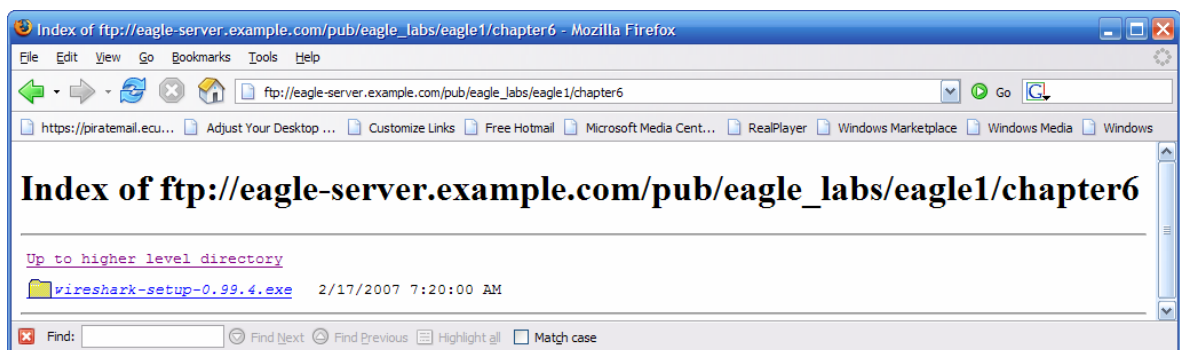 Index of ftp://eagle-server.example.com/pub/eagle_labs/eagle1/chapter6 - Mozilla Firefox
File Edit View Go Bookmarks Tools Help
ftp://eagle-server.example.com/pub/eagle_labs/eagle1/chapter6 Go G
https://piratemail.ecu... Adjust Your Desktop ... Customize Links Free Hotmail Microsoft Media Cent... RealPlayer Windows Marketplace Windows Media Windows
Index of ftp://eagle-server.example.com/pub/eagle_labs/eagle1/chapter6
Up to higher level directory
wireshark-setup-0.99.4.exe 2/17/2007 7:20:00 AM
Find: Find Next Find Previous Highlight all Match case